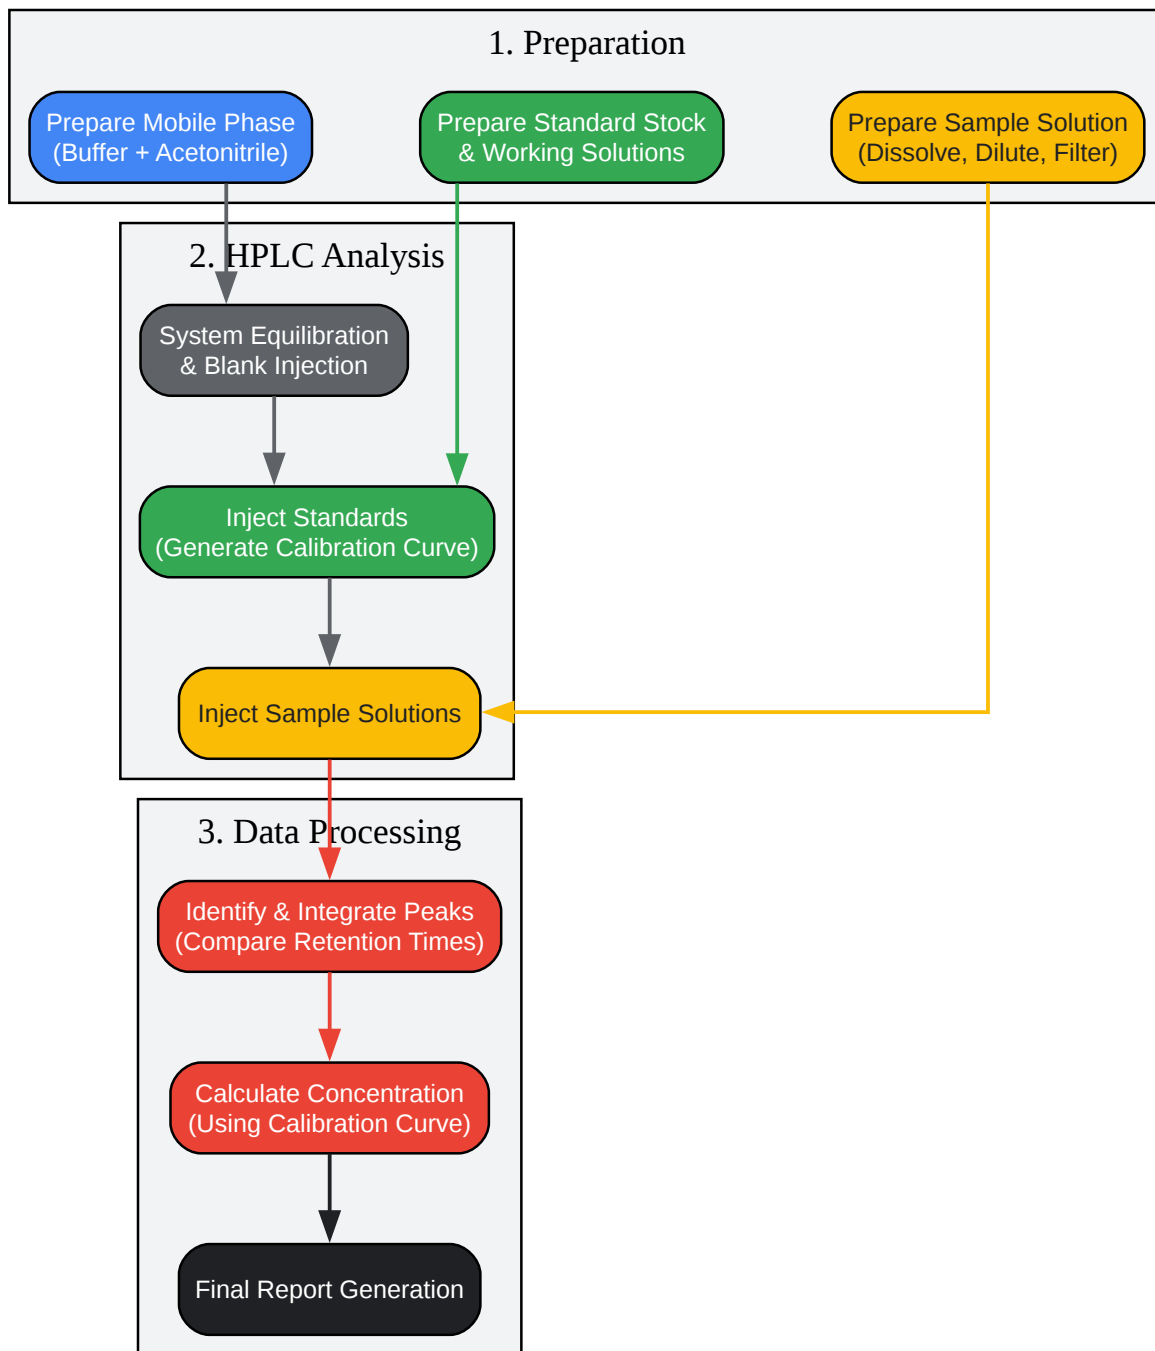 1. Preparation
Prepare Mobile Phase
(Buffer + Acetonitrile)
Prepare Standard Stock
& Working Solutions
Prepare Sample Solution
(Dissolve, Dilute, Filter)
2. HPLC Analysis
System Equilibration
& Blank Injection
Inject Standards
(Generate Calibration Curve)
Inject Sample Solutions
3. Data Processing
Identify & Integrate Peaks
(Compare Retention Times)
Calculate Concentration
(Using Calibration Curve)
Final Report Generation